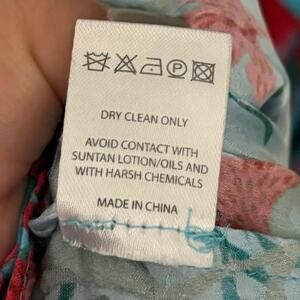 P
DRY CLEAN ONLY
AVOID CONTACT WITH
SUNTAN LOTION/OILS AND
WITH HARSH CHEMICALS
MADE IN CHINA